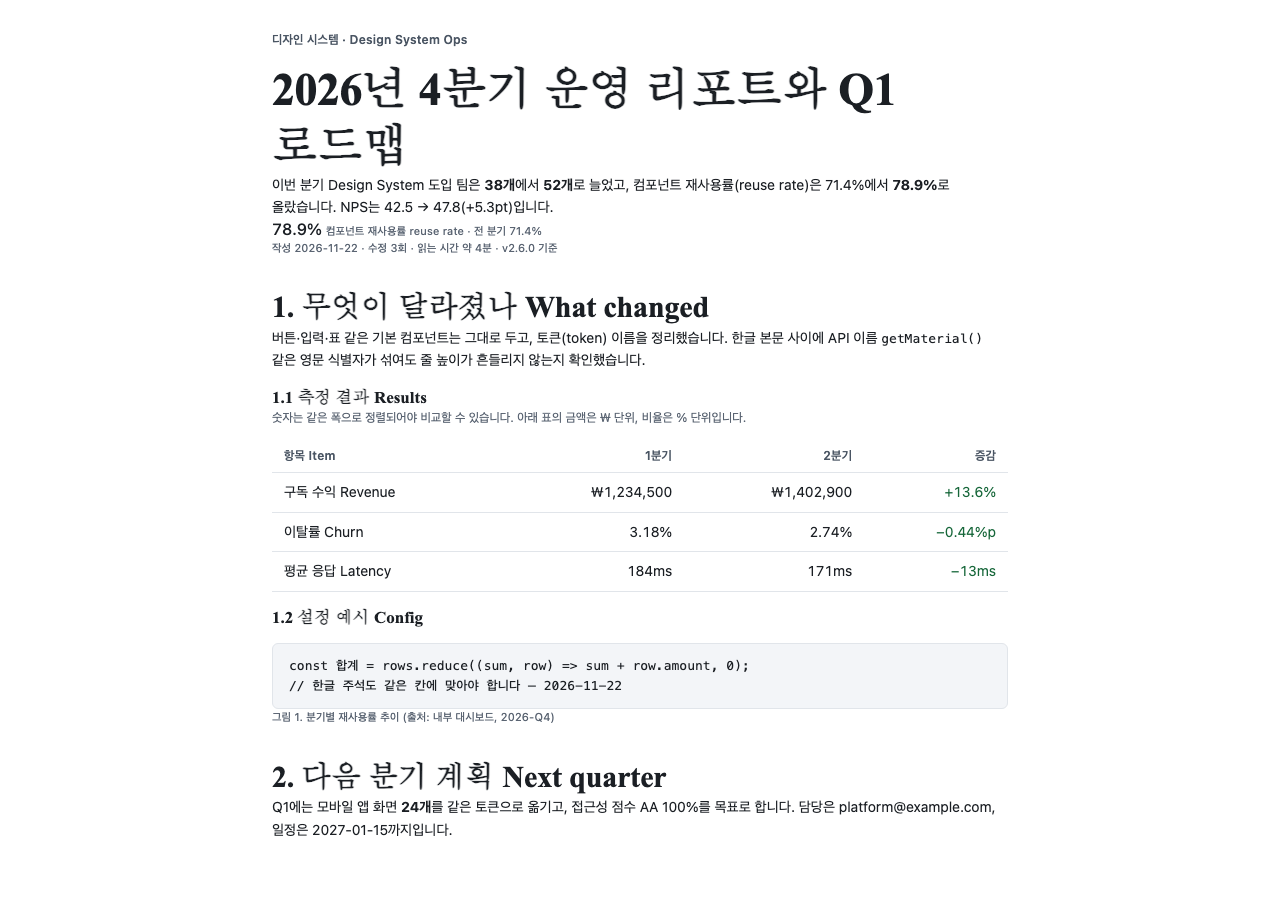 디자인 시스템 · Design System Ops
2026년 4분기 운영 리포트와 Q1
로드맵
이번 분기 Design System 도입 팀은 38개에서 52개로 늘었고, 컴포넌트 재사용률(reuse rate)은 71.4%에서 78.9%로
올랐습니다. NPS는 42.5 → 47.8(+5.3pt)입니다.
78.9% 컴포넌트 재사용률 reuse rate · 전 분기 71.4%
작성 2026-11-22 · 수정 3회 · 읽는 시간 약 4분 · v2.6.0 기준
1. 무엇이 달라졌나 What changed
버튼·입력·표 같은 기본 컴포넌트는 그대로 두고, 토큰(token) 이름을 정리했습니다. 한글 본문 사이에 API 이름 getMaterial()
같은 영문 식별자가 섞여도 줄 높이가 흔들리지 않는지 확인했습니다.
1.1 측정 결과 Results
숫자는 같은 폭으로 정렬되어야 비교할 수 있습니다. 아래 표의 금액은 ₩ 단위, 비율은 % 단위입니다.
항목 Item 1분기 2분기 증감
구독 수익 Revenue ₩1,234,500 ₩1,402,900 +13.6%
이탈률 Churn 3.18% 2.74% −0.44%p
평균 응답 Latency 184ms 171ms −13ms
1.2 설정 예시 Config
const 합계 = rows.reduce((sum, row) => sum + row.amount, 0);
// 한글 주석도 같은 칸에 맞아야 합니다 — 2026-11-22
그림 1. 분기별 재사용률 추이 (출처: 내부 대시보드, 2026-Q4)
2. 다음 분기 계획 Next quarter
Q1에는 모바일 앱 화면 24개를 같은 토큰으로 옮기고, 접근성 점수 AA 100%를 목표로 합니다. 담당은 platform@example.com,
일정은 2027-01-15까지입니다.